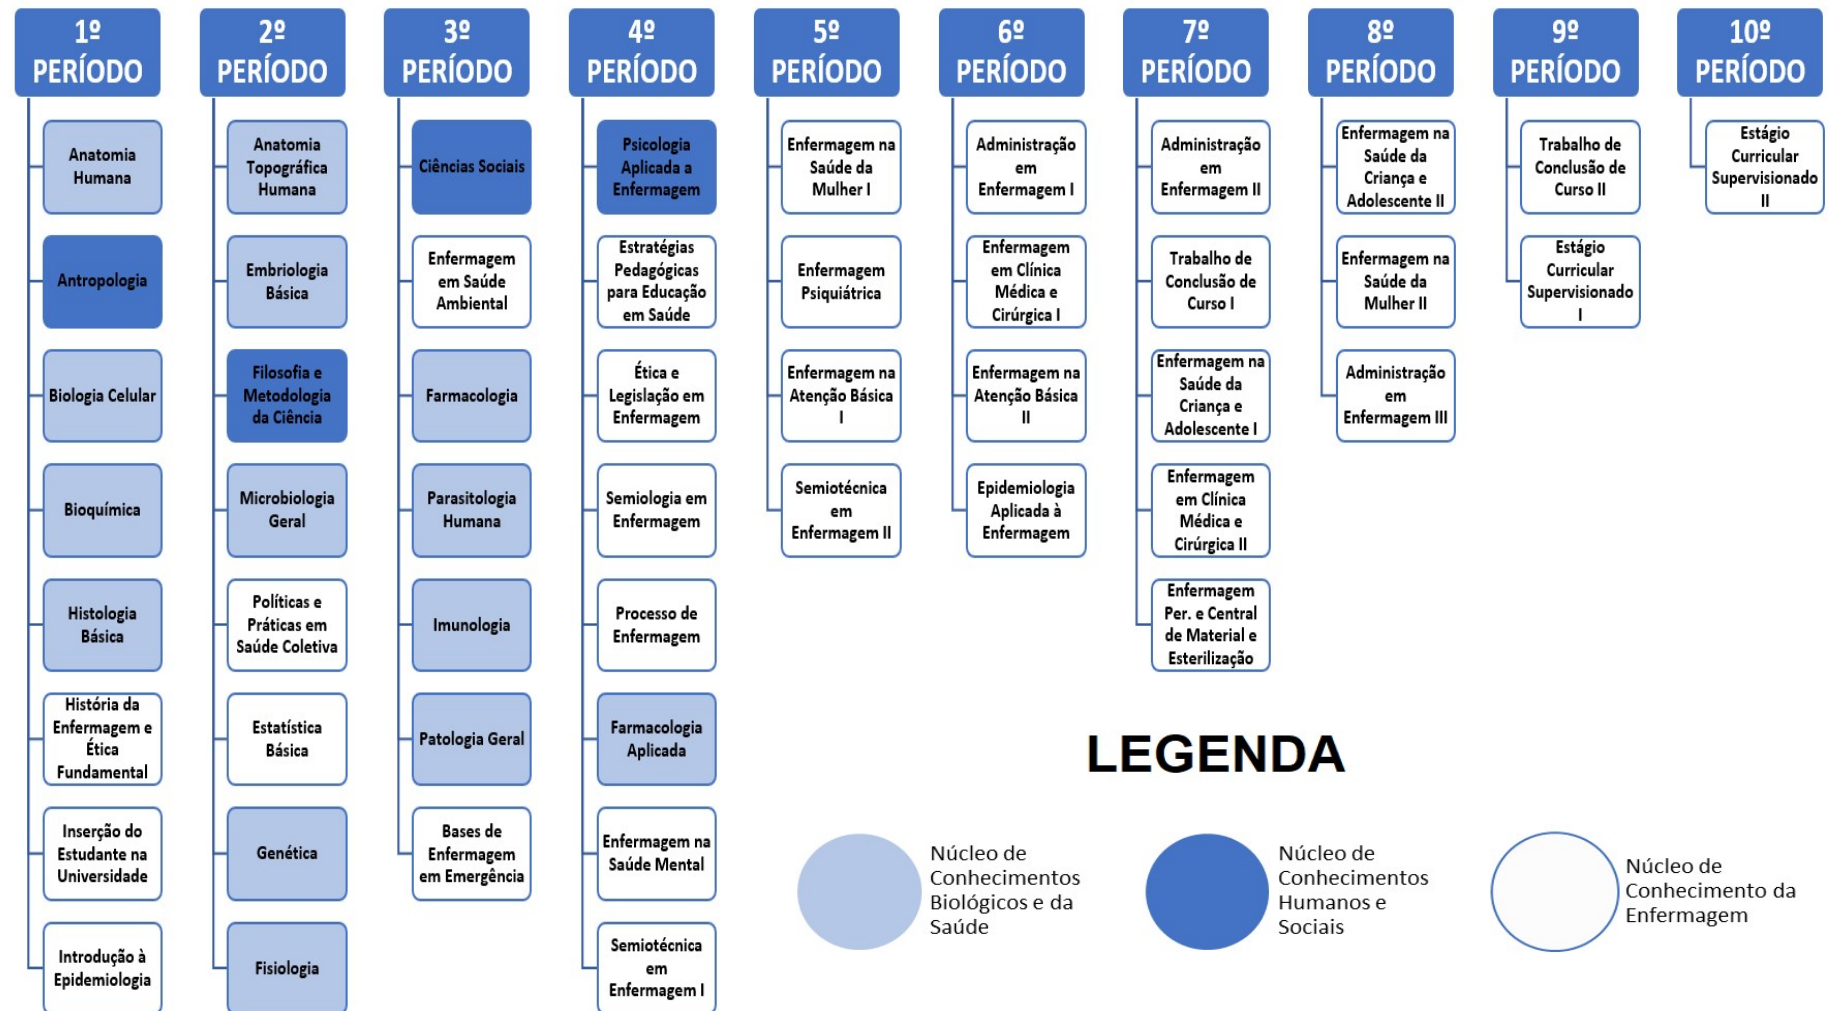 1º
PERÍODO
Anatomia
Humana
Antropologia
Biologia Celular
Bioquímica
Histologia
Básica
História da
Enfermagem e
Ética
Fundamental
Inserção do
Estudante na
Universidade
Introdução à
Epidemiologia
2º
PERÍODO
Anatomia
Topográfica
Humana
Embriologia
Básica
Filosofia e
Metodologia
da Ciência
Microbiologia
Geral
Políticas e
Práticas em
Saúde Coletiva
Estatística
Básica
Genética
Fisiologia
3º
PERÍODO
Ciências Sociais
Enfermagem
em Saúde
Ambiental
Farmacologia
Parasitologia
Humana
Imunologia
Patologia Geral
Bases de
Enfermagem
em Emergência
4º
PERÍODO
Psicologia
Aplicada a
Enfermagem
Estratégias
Pedagógicas
para Educação
em Saúde
Ética e
Legislação em
Enfermagem
Semiologia em
Enfermagem
Processo de
Enfermagem
Farmacologia
Aplicada
Enfermagem na
Saúde Mental
Semiotécnica
em
Enfermagem I
5º
PERÍODO
Enfermagem na
Saúde da
Mulher I
Enfermagem
Psiquiátrica
Enfermagem na
Atenção Básica
I
Semiotécnica
em
Enfermagem II
6º
PERÍODO
Administração
em
Enfermagem I
Enfermagem
em Clínica
Médica e
Cirúrgica I
Enfermagem na
Atenção Básica
II
Epidemiologia
Aplicada à
Enfermagem
7º
PERÍODO
Administração
em
Enfermagem II
Trabalho de
Conclusão de
Curso I
Enfermagem na
Saúde da
Criança e
Adolescente I
Enfermagem
em Clínica
Médica e
Cirúrgica II
Enfermagem
Per. e Central
de Material e
Esterilização
8º
PERÍODO
Enfermagem na
Saúde da
Criança e
Adolescente II
Enfermagem na
Saúde da
Mulher II
Administração
em
Enfermagem III
9º
PERÍODO
Trabalho de
Conclusão de
Curso II
Estágio
Curricular
Supervisionado
I
10º
PERÍODO
Estágio
Curricular
Supervisionado
II
LEGENDA
Núcleo de
Conhecimentos
Biológicos e da
Saúde
Núcleo de
Conhecimentos
Humanos e
Sociais
Núcleo de
Conhecimento da
Enfermagem